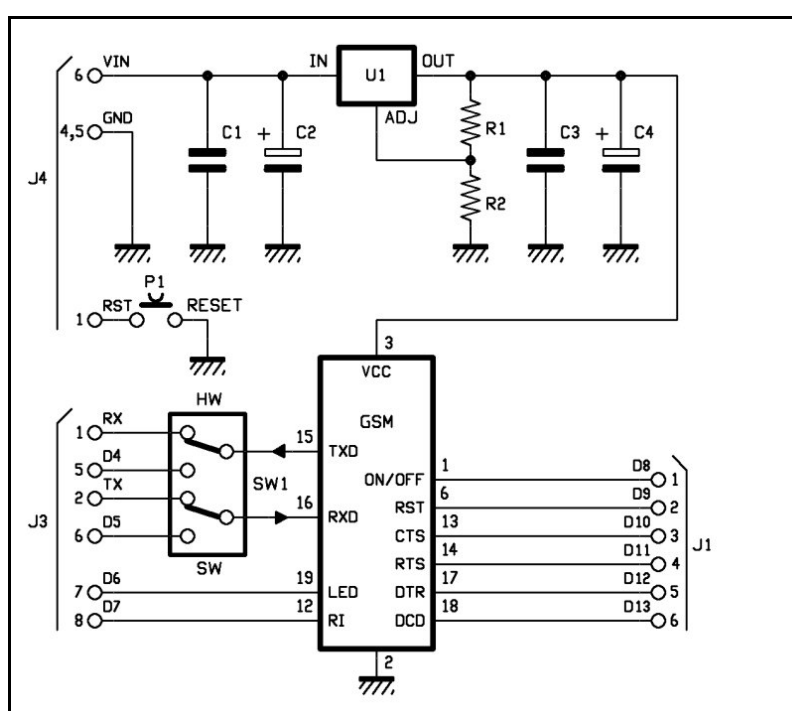 6 VIN IN U1 OUT
ADJ
4,5 GND
C1 + C2 R1 C3 + C4
J4
R2
P1
1 RST RESET
3
VCC
HW GSM
1 RX 15 TXD
5 D4 SW1 1 ON/OFF D8 1
2 TX 16 RXD 6 RST D9 2
J3 6 D5 13 CTS D10 3 J1
SW 14 RTS D11 4
7 D6 19 LED 17 DTR D12 5
8 D7 12 RI 18 DCD D13 6
2